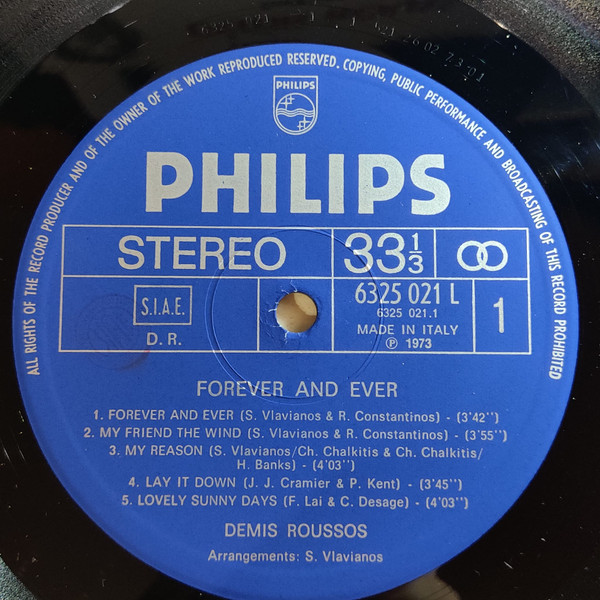 ALL RIGHTS OF THE RECORD PRODUCER AND OF THE OWNER OF THE WORK REPRODUCED RESERVED. COPYING, PUBLIC PERFORMANCE AND BROADCASTING OF THIS RECORD PROHIBITED
PHILIPS
PHILIPS
STEREO
33 1/3
S.I.A.E.
D.R.
6325 021 L
6325 021.1
MADE IN ITALY
Ⓟ 1973
1
FOREVER AND EVER
1. FOREVER AND EVER (S. Vlavianos & R. Constantinos) - (3'42'')
2. MY FRIEND THE WIND (S. Vlavianos & R. Constantinos) - (3'55'')
3. MY REASON (S. Vlavianos/Ch. Chalkitis & Ch. Chalkitis/
H. Banks) - (4'03'')
4. LAY IT DOWN (J. J. Cramier & P. Kent) - (3'45'')
5. LOVELY SUNNY DAYS (F. Lai & C. Desage) - (4'03'')
DEMIS ROUSSOS
Arrangements: S. Vlavianos